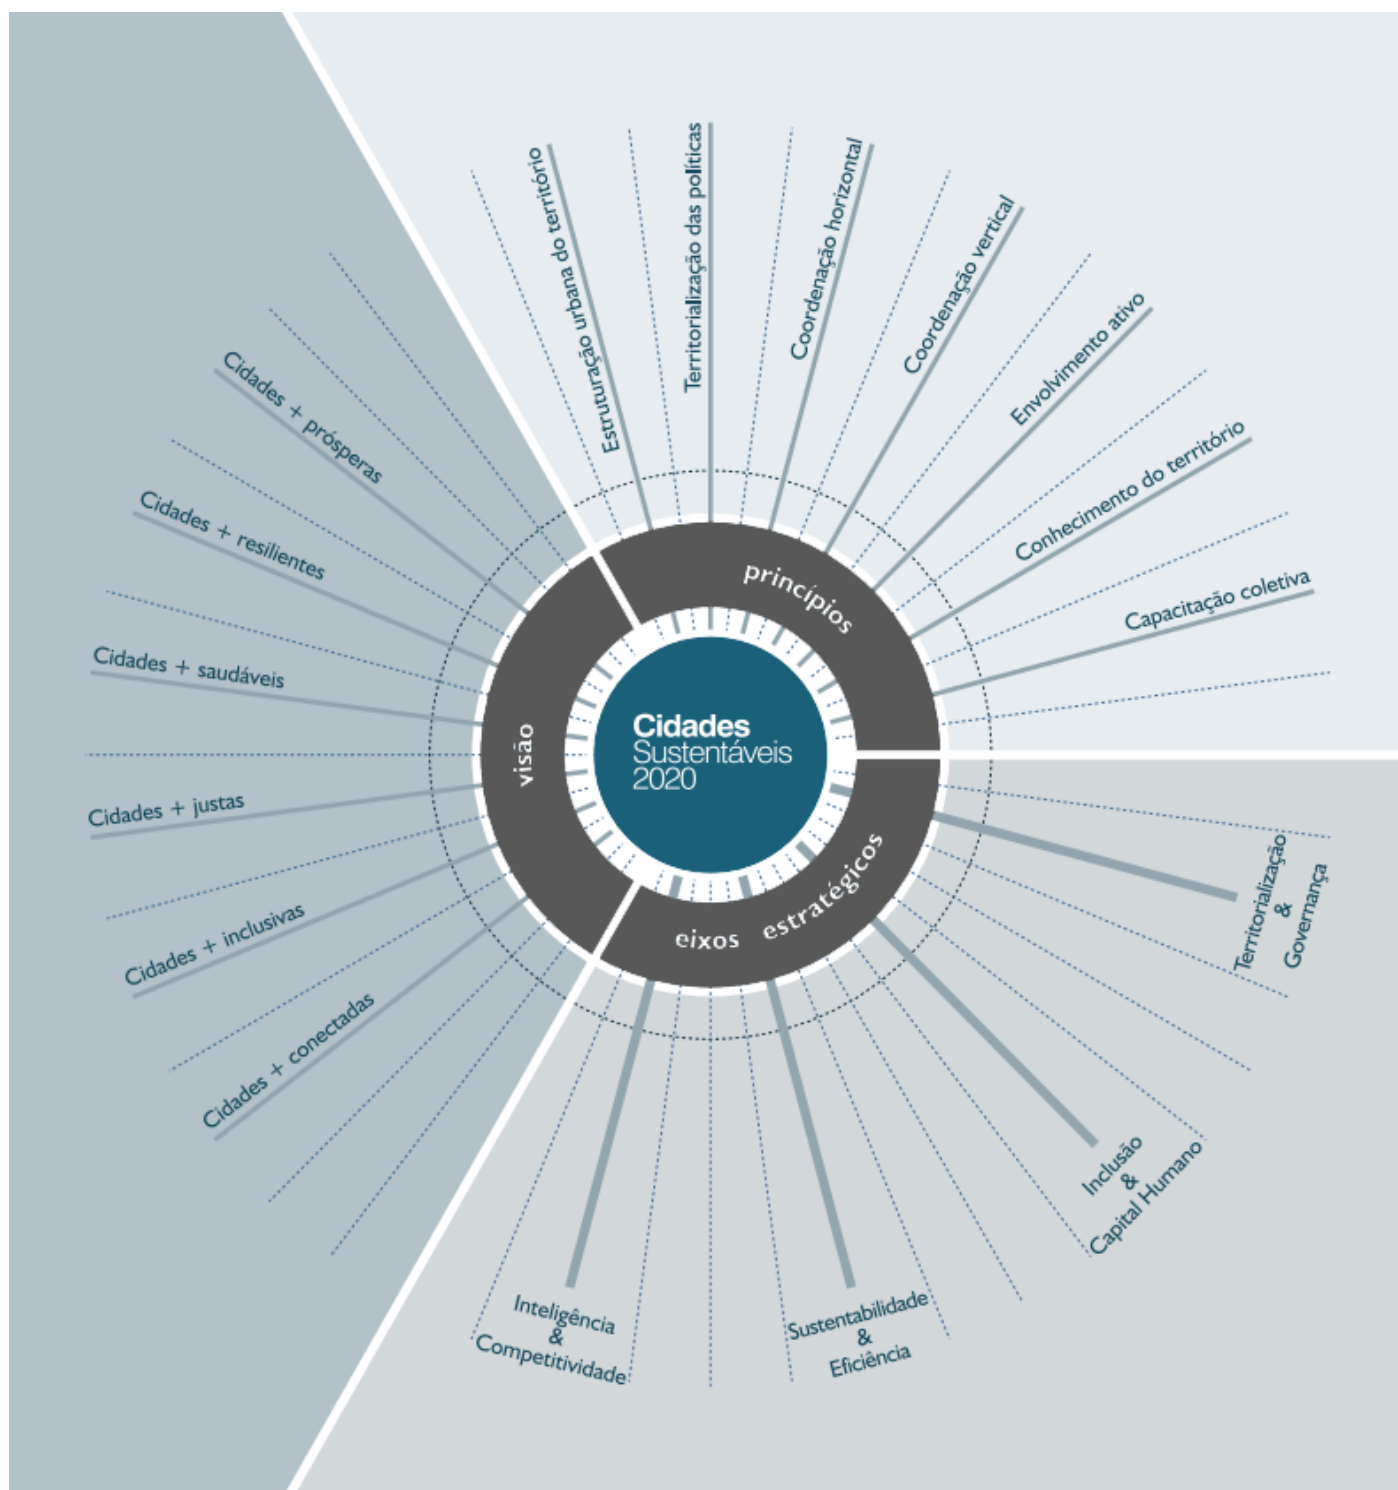 Cidades
Sustentáveis
2020
visão
Cidades + prósperas
Cidades + resilientes
Cidades + saudáveis
Cidades + justas
Cidades + inclusivas
Cidades + conectadas
princípios
Estruturação urbana do território
Territorialização das políticas
Coordenação horizontal
Coordenação vertical
Envolvimento ativo
Conhecimento do território
Capacitação coletiva
eixos estratégicos
Inteligência
&
Competitividade
Sustentabilidade
&
Eficiência
Inclusão
&
Capital Humano
Territorialização
&
Governança